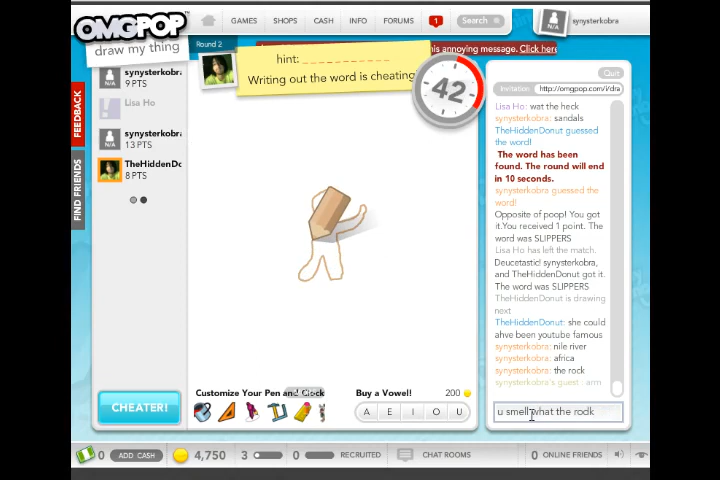 OMGPOP
GAMES SHOPS CASH INFO FORUMS 1 Search
N/A synysterkobra
draw my thing
Round 2
his annoying message. Click here
hint: _ _ _ _ _ _ _ _ _ _ _
Writing out the word is cheating
42
FEEDBACK
FIND FRIENDS
N/A synysterkobra
9 PTS
Lisa Ho
N/A synysterkobra
13 PTS
TheHiddenDo
8 PTS
Quit
Invitation http://omgpop.com/i/dra
Lisa Ho: wat the heck
synysterkobra: sandals
TheHiddenDonut guessed
the word!
The word has been
found. The round will end
in 10 seconds.
synysterkobra guessed the
word!
Opposite of poop! You got
it.You received 1 point. The
word was SLIPPERS
Lisa Ho has left the match.
Deucetastic! synysterkobra,
and TheHiddenDonut got it.
The word was SLIPPERS
TheHiddenDonut is drawing
next
TheHiddenDonut: she could
ahve been youtube famous
synysterkobra: nile river
synysterkobra: africa
synysterkobra: the rock
synysterkobra's guest : arm
u smell what the rodk
CHEATER!
Customize Your Pen and Clock
Buy a Vowel! 200
A E I O U
0 ADD CASH 4,750 3 0 RECRUITED CHAT ROOMS 0 ONLINE FRIENDS